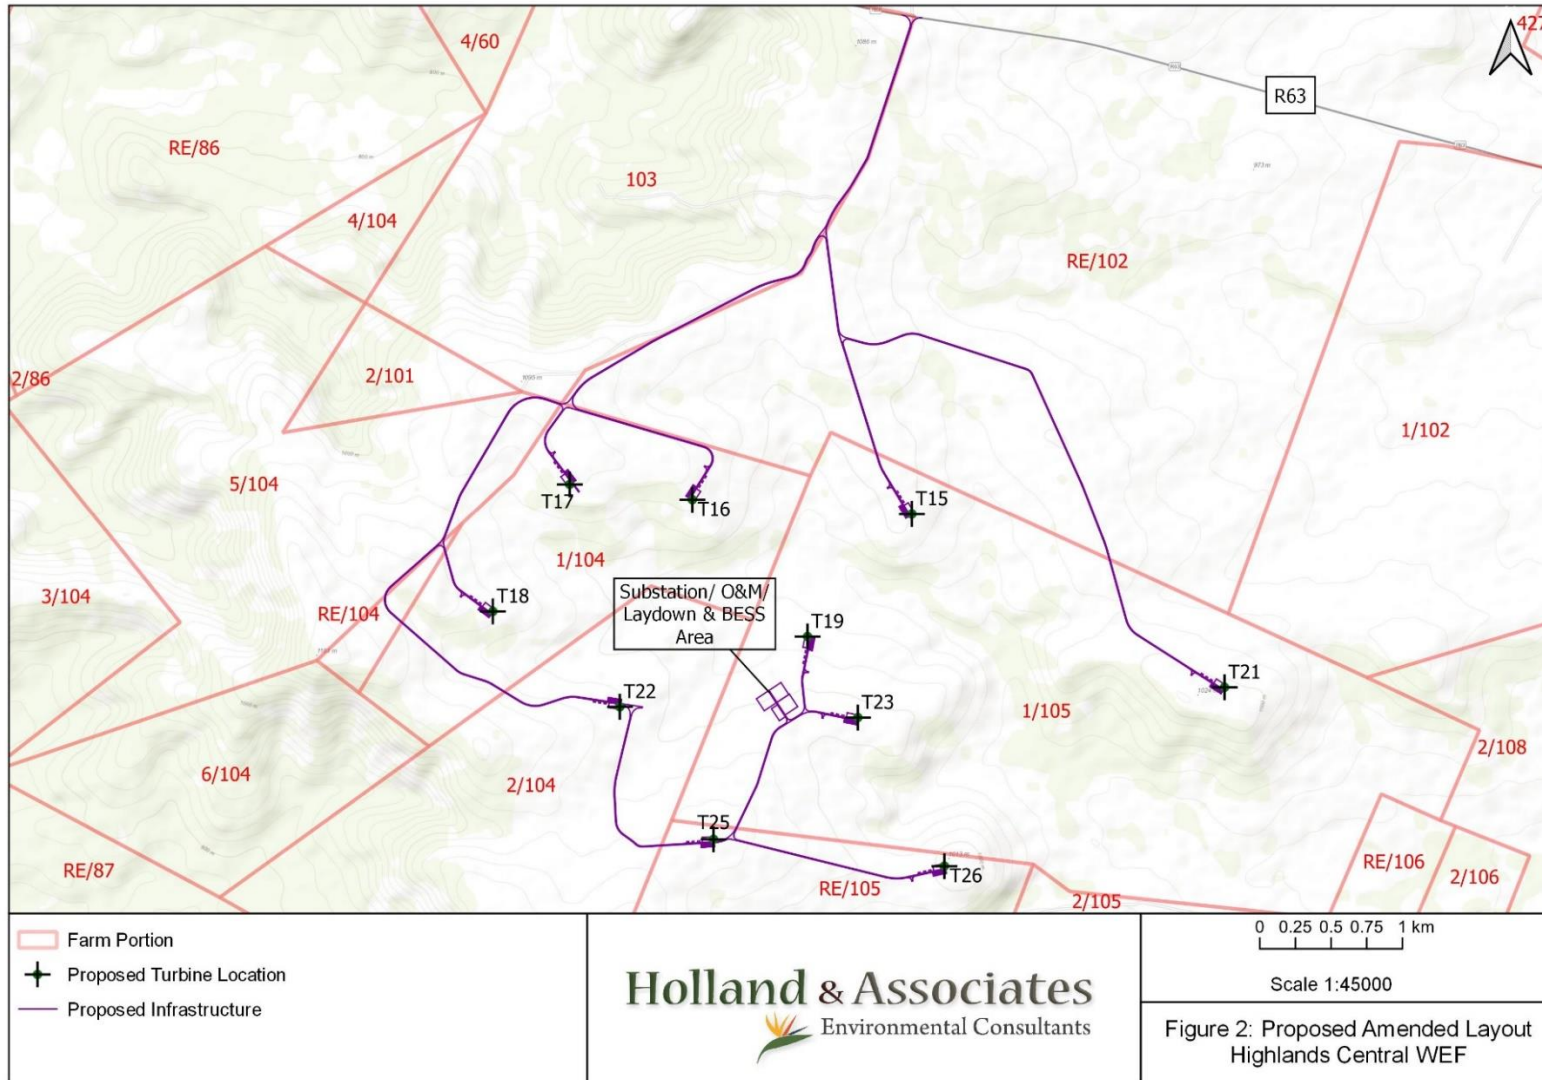 4/60
427
R63
RE/86
103
4/104
RE/102
2/86
2/101
1/102
5/104
T17
T16
T15
1/104
3/104
RE/104
T18
Substation/ O&M/
Laydown & BESS
Area
T19
T22
T23
T21
1/105
2/108
6/104
2/104
T25
RE/87
RE/105
T26
2/105
RE/106
2/106
Farm Portion
Proposed Turbine Location
Proposed Infrastructure
Holland & Associates
Environmental Consultants
0 0.25 0.5 0.75 1 km
Scale 1:45000
Figure 2: Proposed Amended Layout
Highlands Central WEF